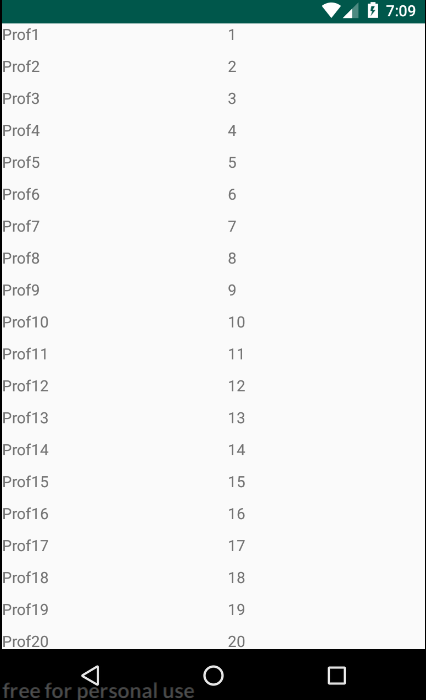 7:09
Prof1 1
Prof2 2
Prof3 3
Prof4 4
Prof5 5
Prof6 6
Prof7 7
Prof8 8
Prof9 9
Prof10 10
Prof11 11
Prof12 12
Prof13 13
Prof14 14
Prof15 15
Prof16 16
Prof17 17
Prof18 18
Prof19 19
Prof20 20
free for personal use